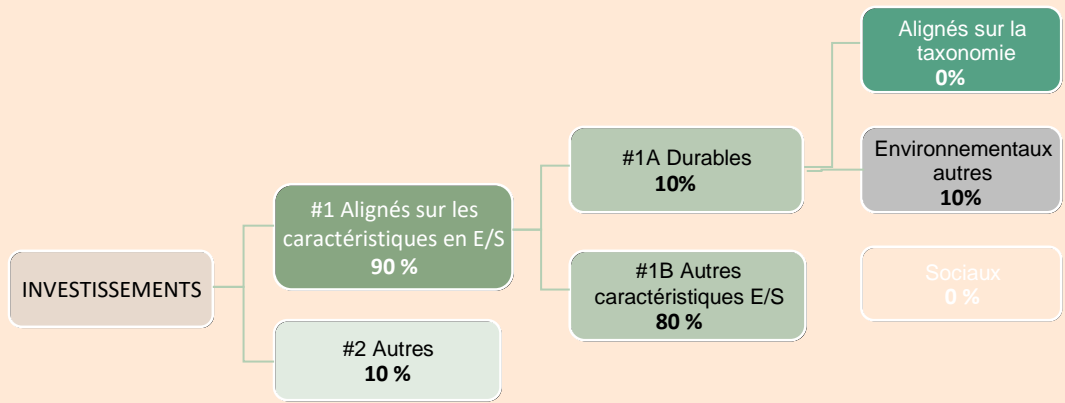 INVESTISSEMENTS
#1 Alignés sur les
caractéristiques en E/S
90 %
#2 Autres
10 %
#1A Durables
10%
#1B Autres
caractéristiques E/S
80 %
Alignés sur la
taxonomie
0%
Environnementaux
autres
10%
Sociaux
0 %